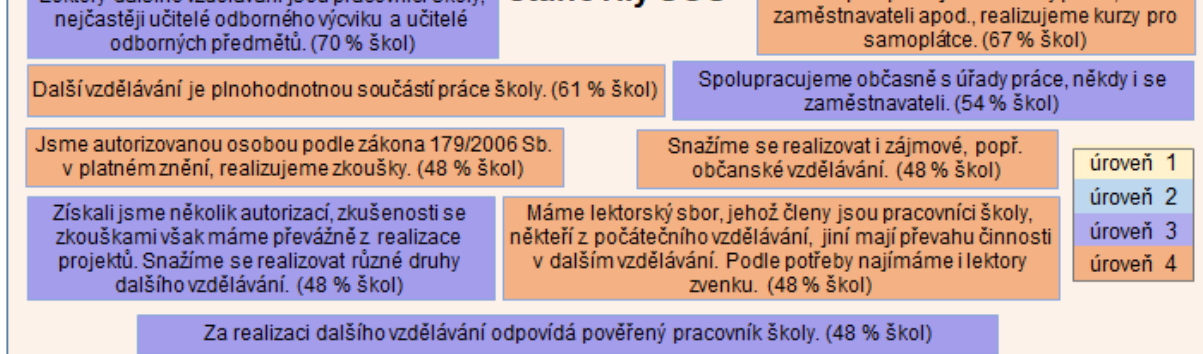 nejčastěji učitelé odborného výcviku a učitelé
odborných předmětů. (70 % škol)
zaměstnavateli apod., realizujeme kurzy pro
samoplátce. (67 % škol)
Další vzdělávání je plnohodnotnou součástí práce školy. (61 % škol)
Spolupracujeme občasně s úřady práce, někdy i se
zaměstnavateli. (54 % škol)
Jsme autorizovanou osobou podle zákona 179/2006 Sb.
v platném znění, realizujeme zkoušky. (48 % škol)
Snažíme se realizovat i zájmové, popř.
občanské vzdělávání. (48 % škol)
úroveň 1
úroveň 2
úroveň 3
úroveň 4
Získali jsme několik autorizací, zkušenosti se
zkouškami však máme převážně z realizace
projektů. Snažíme se realizovat různé druhy
dalšího vzdělávání. (48 % škol)
Máme lektorský sbor, jehož členy jsou pracovníci školy,
někteří z počátečního vzdělávání, jiní mají převahu činnosti
v dalším vzdělávání. Podle potřeby najímáme i lektory
zvenku. (48 % škol)
Za realizaci dalšího vzdělávání odpovídá pověřený pracovník školy. (48 % škol)